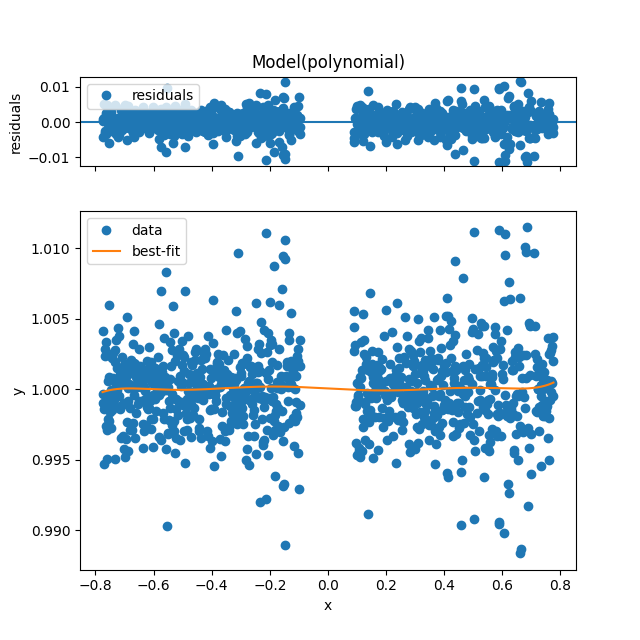 Model(polynomial)
residuals
0.01
0.00
−0.01
residuals
data
best-fit
y
1.010
1.005
1.000
0.995
0.990
−0.8 −0.6 −0.4 −0.2 0.0 0.2 0.4 0.6 0.8
x